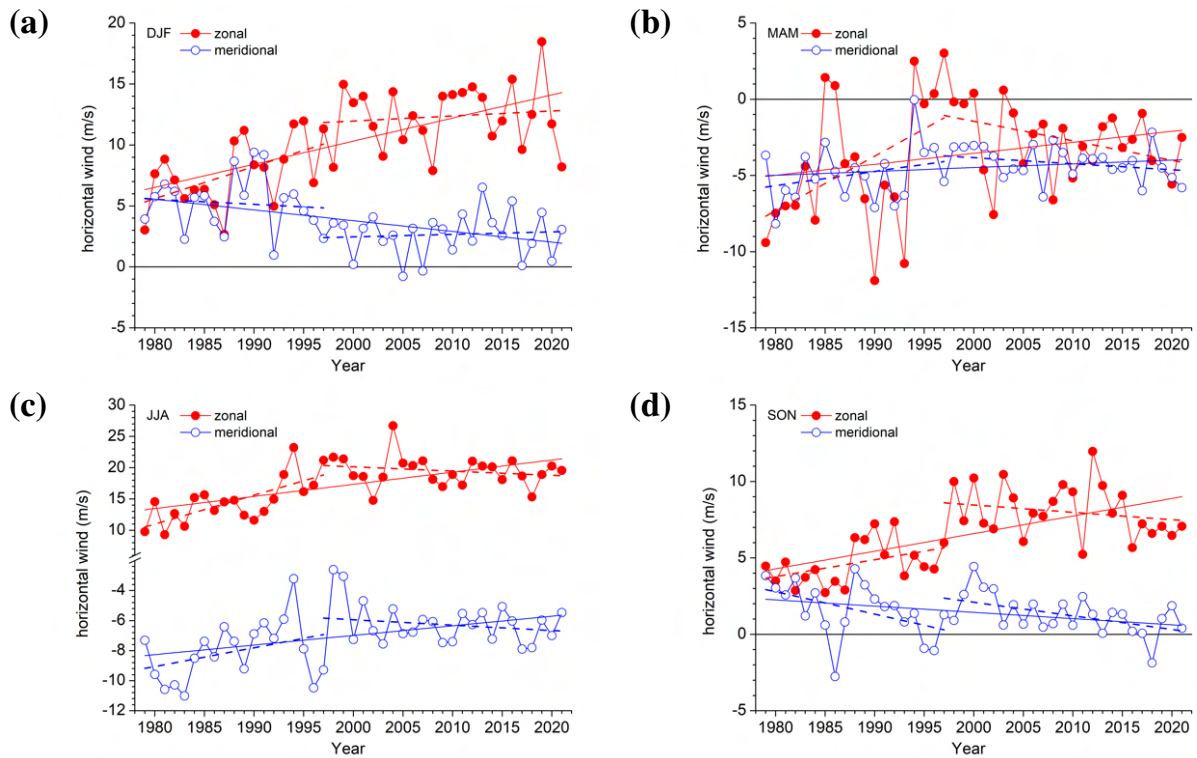 (a)
DJF
zonal
meridional
20
15
10
5
0
-5
horizontal wind (m/s)
1980 1985 1990 1995 2000 2005 2010 2015 2020
Year
(b)
MAM
zonal
meridional
5
0
-5
-10
-15
horizontal wind (m/s)
1980 1985 1990 1995 2000 2005 2010 2015 2020
Year
(c)
JJA
zonal
meridional
30
25
20
15
10
-4
-6
-8
-10
-12
horizontal wind (m/s)
1980 1985 1990 1995 2000 2005 2010 2015 2020
Year
(d)
SON
zonal
meridional
15
10
5
0
-5
horizontal wind (m/s)
1980 1985 1990 1995 2000 2005 2010 2015 2020
Year